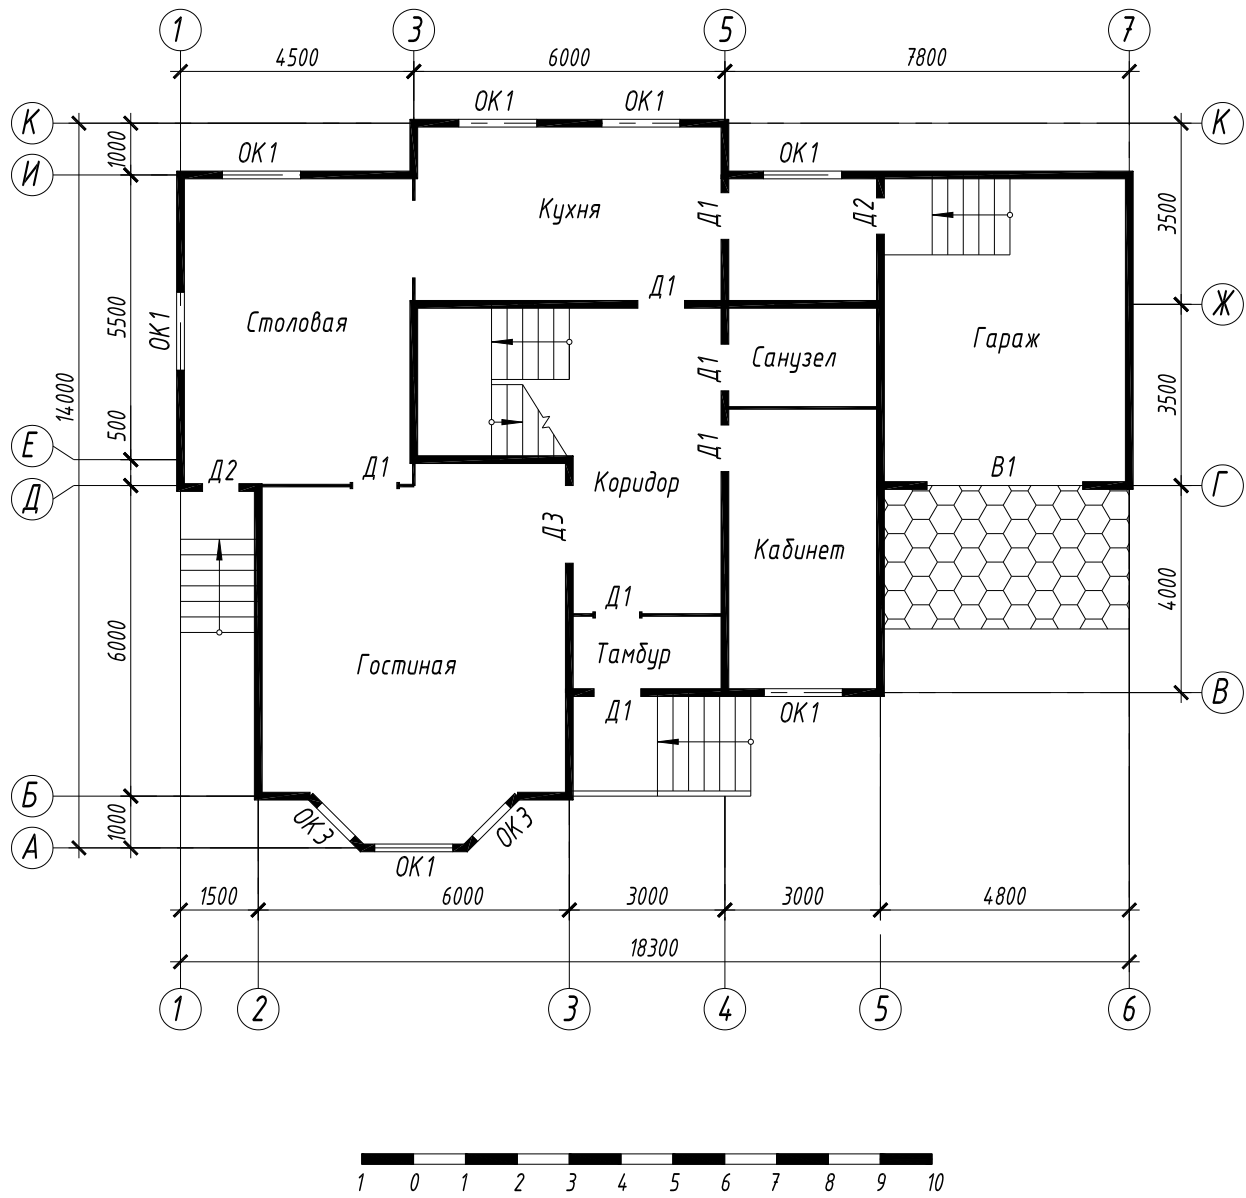 1 3 5 7
4500 6000 7800
К ОК1 ОК1 К
1000
И ОК1 ОК1
Кухня Д1 Д2 3500
Д1 Ж
5500 ОК1 Столовая Д1 Санузел Гараж
14000
500 3500
Е Д2 Д1 Д1 В1
Д Коридор Г
Д3 Кабинет
4000
Д1
6000 Гостиная Тамбур
Д1 ОК1 В
Б
1000 ОК3 ОК3
А ОК1
1500 6000 3000 3000 4800
18300
1 2 3 4 5 6
1 0 1 2 3 4 5 6 7 8 9 10